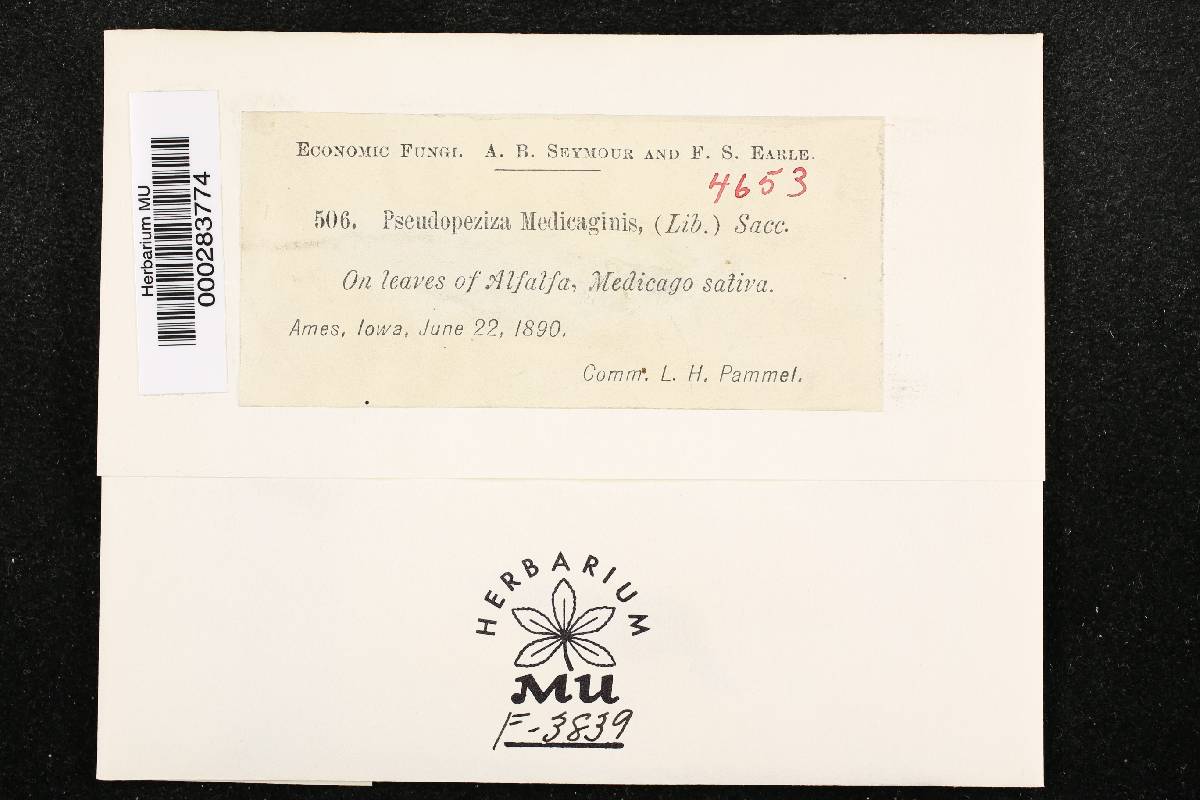 Herbarium MU
000283774
ECONOMIC FUNGI. A. B. SEYMOUR AND F. S. EARLE.
4653
506. Pseudopeziza Medicaginis, (Lib.) Sacc.
On leaves of Alfalfa, Medicago sativa.
Ames, Iowa, June 22, 1890.
Comm. L. H. Pammel.
HERBARIUM
MU
F-3839